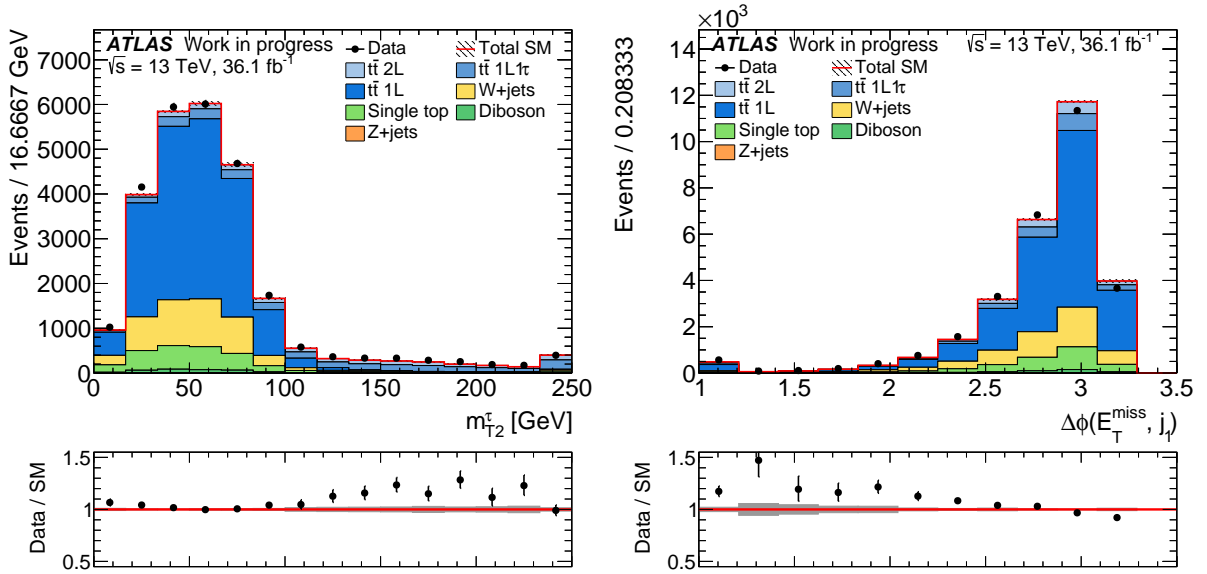 ATLAS Work in progress
√s = 13 TeV, 36.1 fb⁻¹
Data
Total SM
tt̄ 2L
tt̄ 1L1τ
tt̄ 1L
W+jets
Single top
Diboson
Z+jets
Events / 16.6667 GeV
7000
6000
5000
4000
3000
2000
1000
0
0 50 100 150 200 250
m_T2^τ [GeV]
Data / SM
1.5
1
0.5
×10³
ATLAS Work in progress √s = 13 TeV, 36.1 fb⁻¹
Data
Total SM
tt̄ 2L
tt̄ 1L1τ
tt̄ 1L
W+jets
Single top
Diboson
Z+jets
Events / 0.208333
14
12
10
8
6
4
2
0
1 1.5 2 2.5 3 3.5
Δϕ(E_T^miss, j_1)
Data / SM
1.5
1
0.5